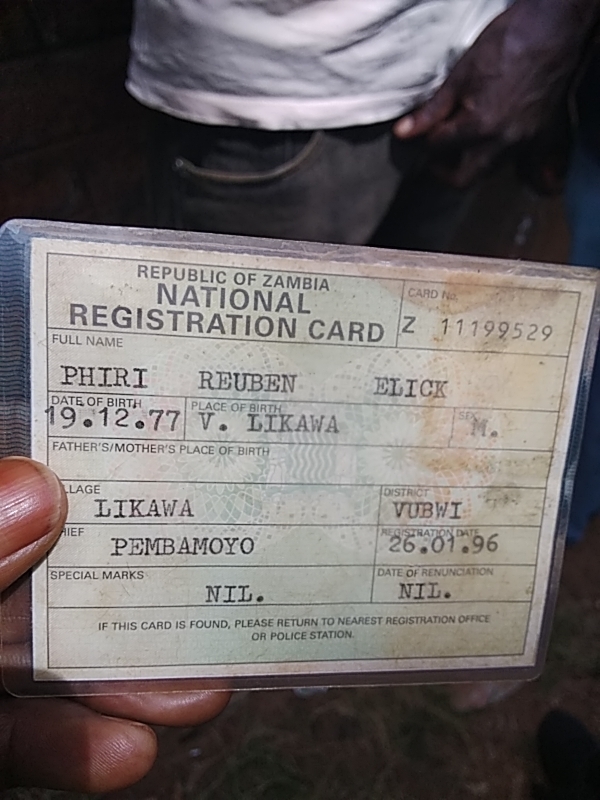 REPUBLIC OF ZAMBIA
NATIONAL
REGISTRATION CARD
CARD No.
Z 11199529
FULL NAME
PHIRI REUBEN ELICK
DATE OF BIRTH
19.12.77
PLACE OF BIRTH
V. LIKAWA
SEX
M.
FATHER'S/MOTHER'S PLACE OF BIRTH
LLAGE
LIKAWA
DISTRICT
VUBWI
HIEF
PEMBAMOYO
REGISTRATION DATE
26.01.96
SPECIAL MARKS
NIL.
DATE OF RENUNCIATION
NIL.
IF THIS CARD IS FOUND, PLEASE RETURN TO NEAREST REGISTRATION OFFICE
OR POLICE STATION.